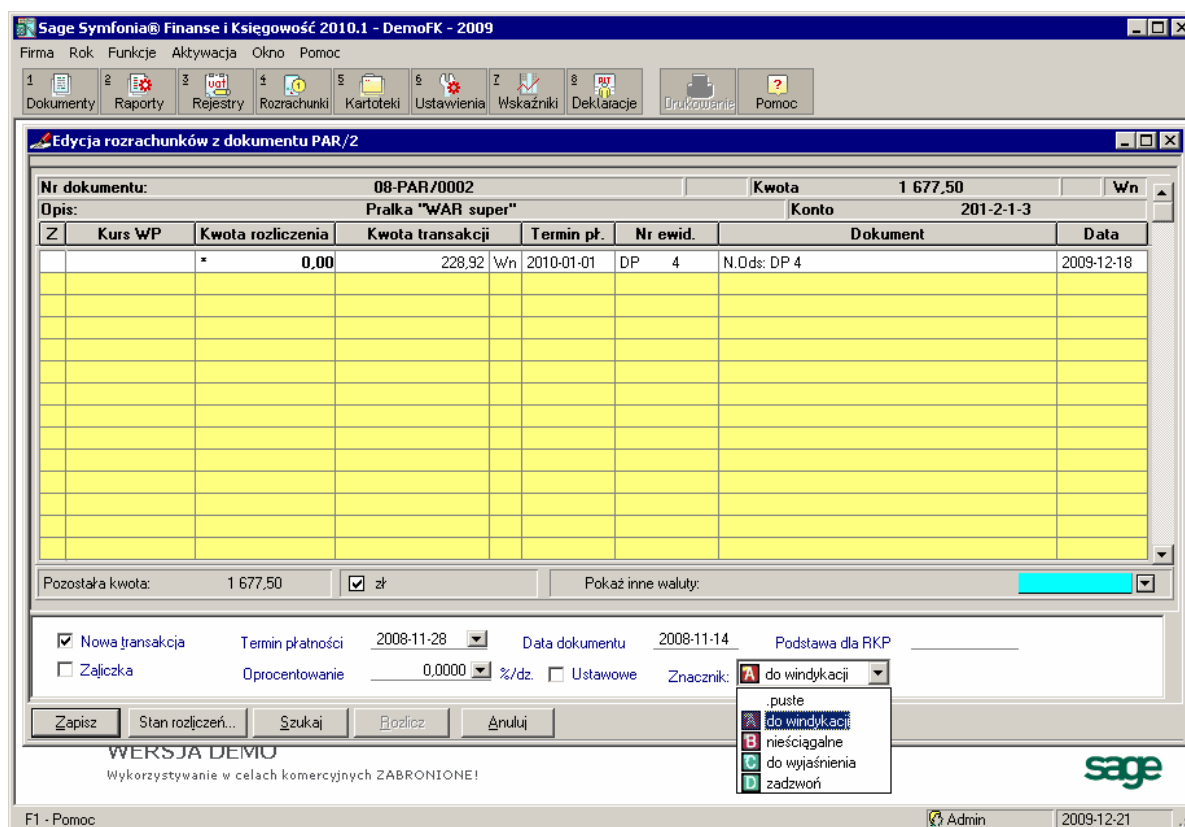 Sage Symfonia® Finanse i Księgowość 2010.1 - DemoFK - 2009
Firma Rok Funkcje Aktywacja Okno Pomoc
1 2 3 4 5 6 7 8
Dokumenty Raporty Rejestry Rozrachunki Kartoteki Ustawienia Wskaźniki Deklaracje Drukowanie Pomoc
Edycja rozrachunków z dokumentu PAR/2
Nr dokumentu: 08-PAR/0002 Kwota 1 677,50 Wn
Opis: Pralka "WAR super" Konto 201-2-1-3
Z Kurs WP Kwota rozliczenia Kwota transakcji Termin pł. Nr ewid. Dokument Data
* 0,00 228,92 Wn 2010-01-01 DP 4 N.Ods: DP 4 2009-12-18
Pozostała kwota: 1 677,50 zł Pokaż inne waluty:
Nowa transakcja Termin płatności 2008-11-28 Data dokumentu 2008-11-14 Podstawa dla RKP
Zaliczka Oprocentowanie 0,0000 %/dz. Ustawowe Znacznik: A do windykacji
.puste
Zapisz Stan rozliczeń... Szukaj Rozlicz Anuluj A do windykacji
B nieściągalne
C do wyjaśnienia
D zadzwoń
WERSJA DEMO
Wykorzystywanie w celach komercyjnych ZABRONIONE!
sage
F1 - Pomoc Admin 2009-12-21